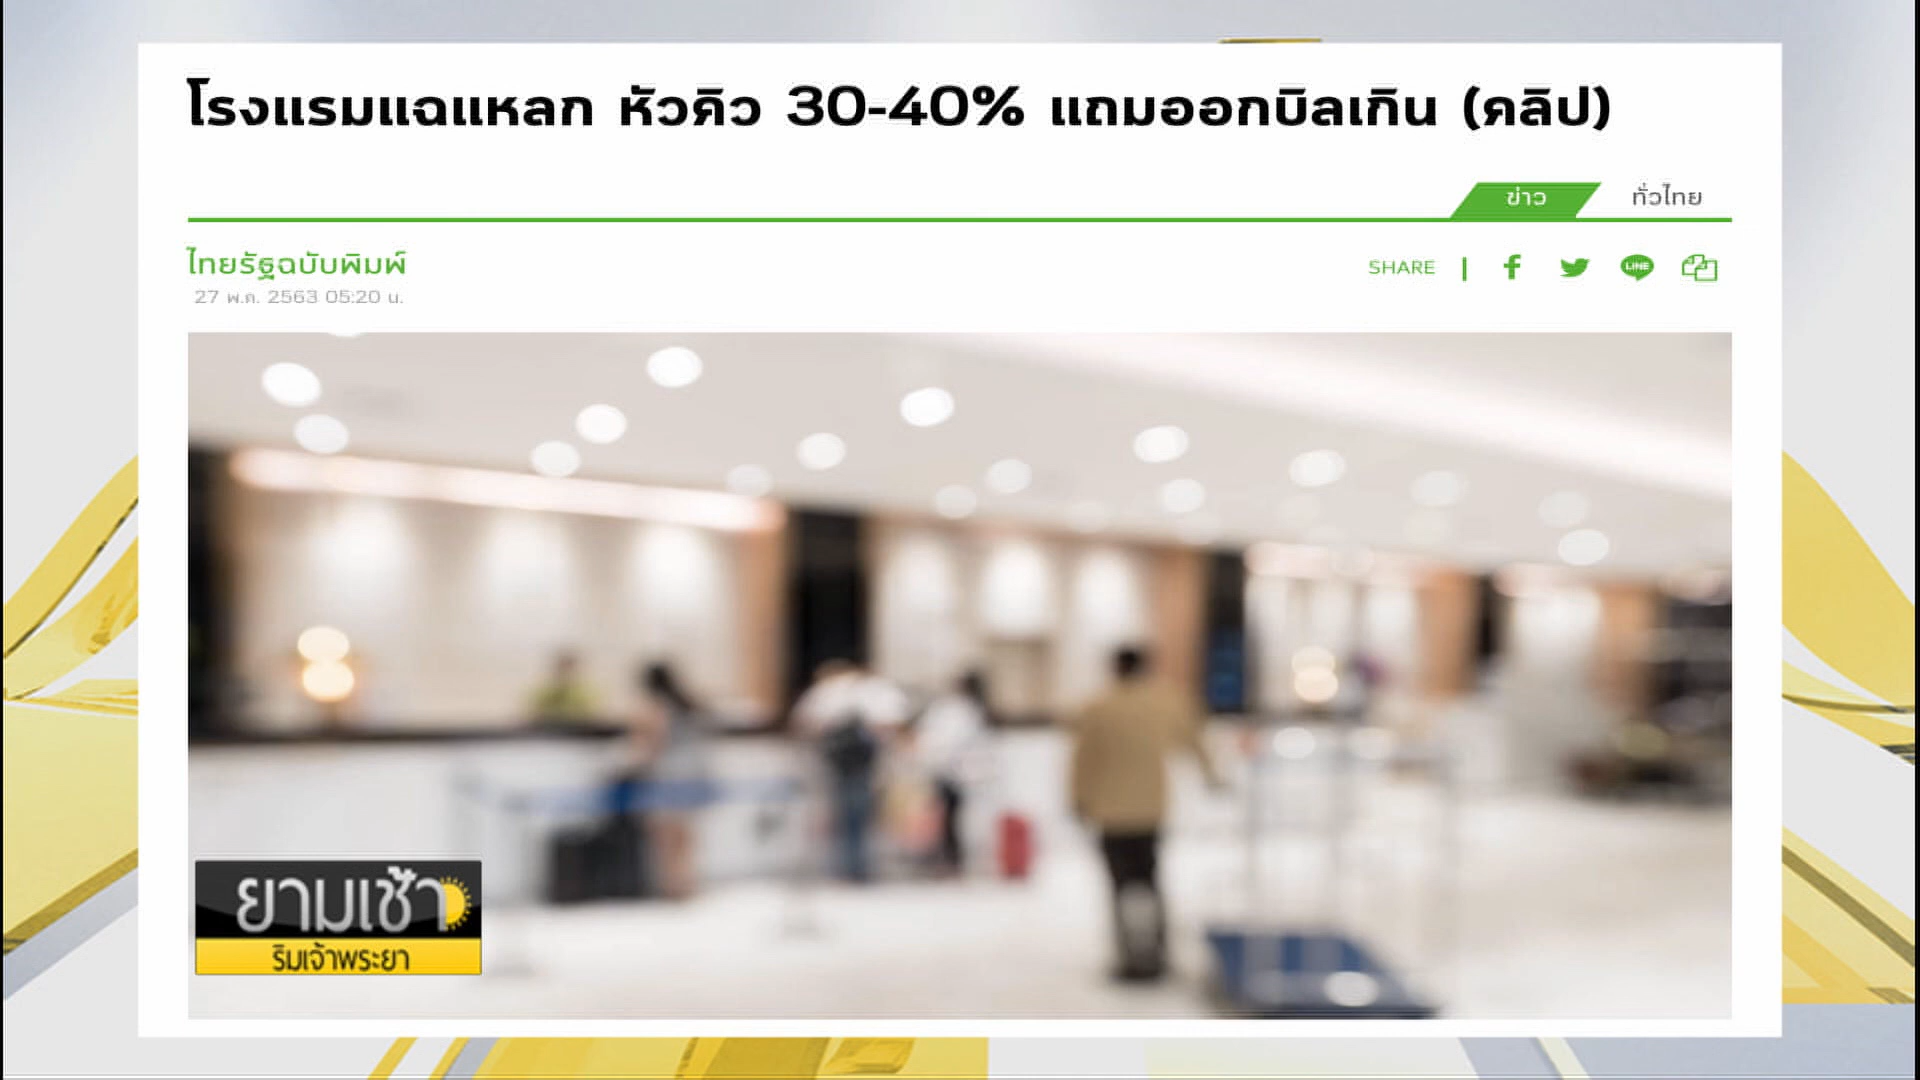 โรงแรมแฉแหลก หัวคิว 30-40% แถมออกบิลเกิน (คลิป)
ข่าว ทั่วไทย
ไทยรัฐฉบับพิมพ์
SHARE | LINE
27 พ.ค. 2563 05:20 น.
ยามเช้า
ริมเจ้าพระยา